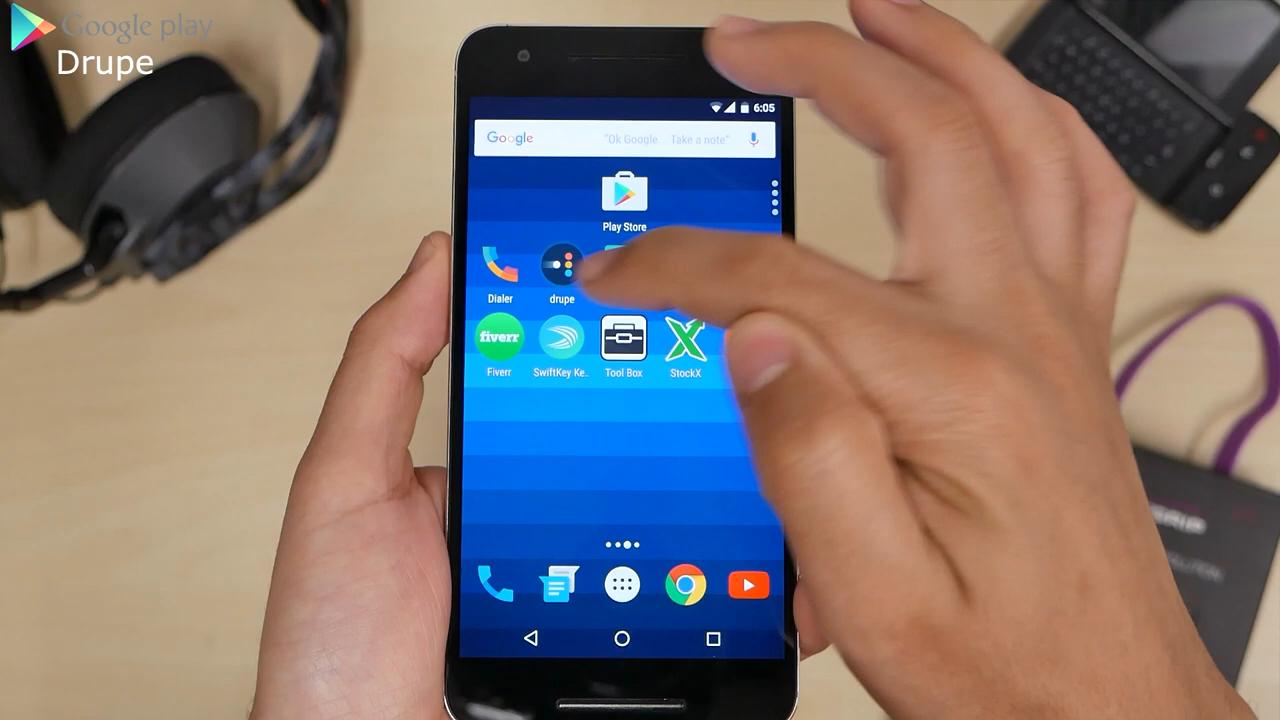 Google play
Drupe
6:05
Google "Ok Google... Take a note"
Play Store
Dialer drupe
fiverr
Fiverr SwiftKey Ke.. Tool Box StockX